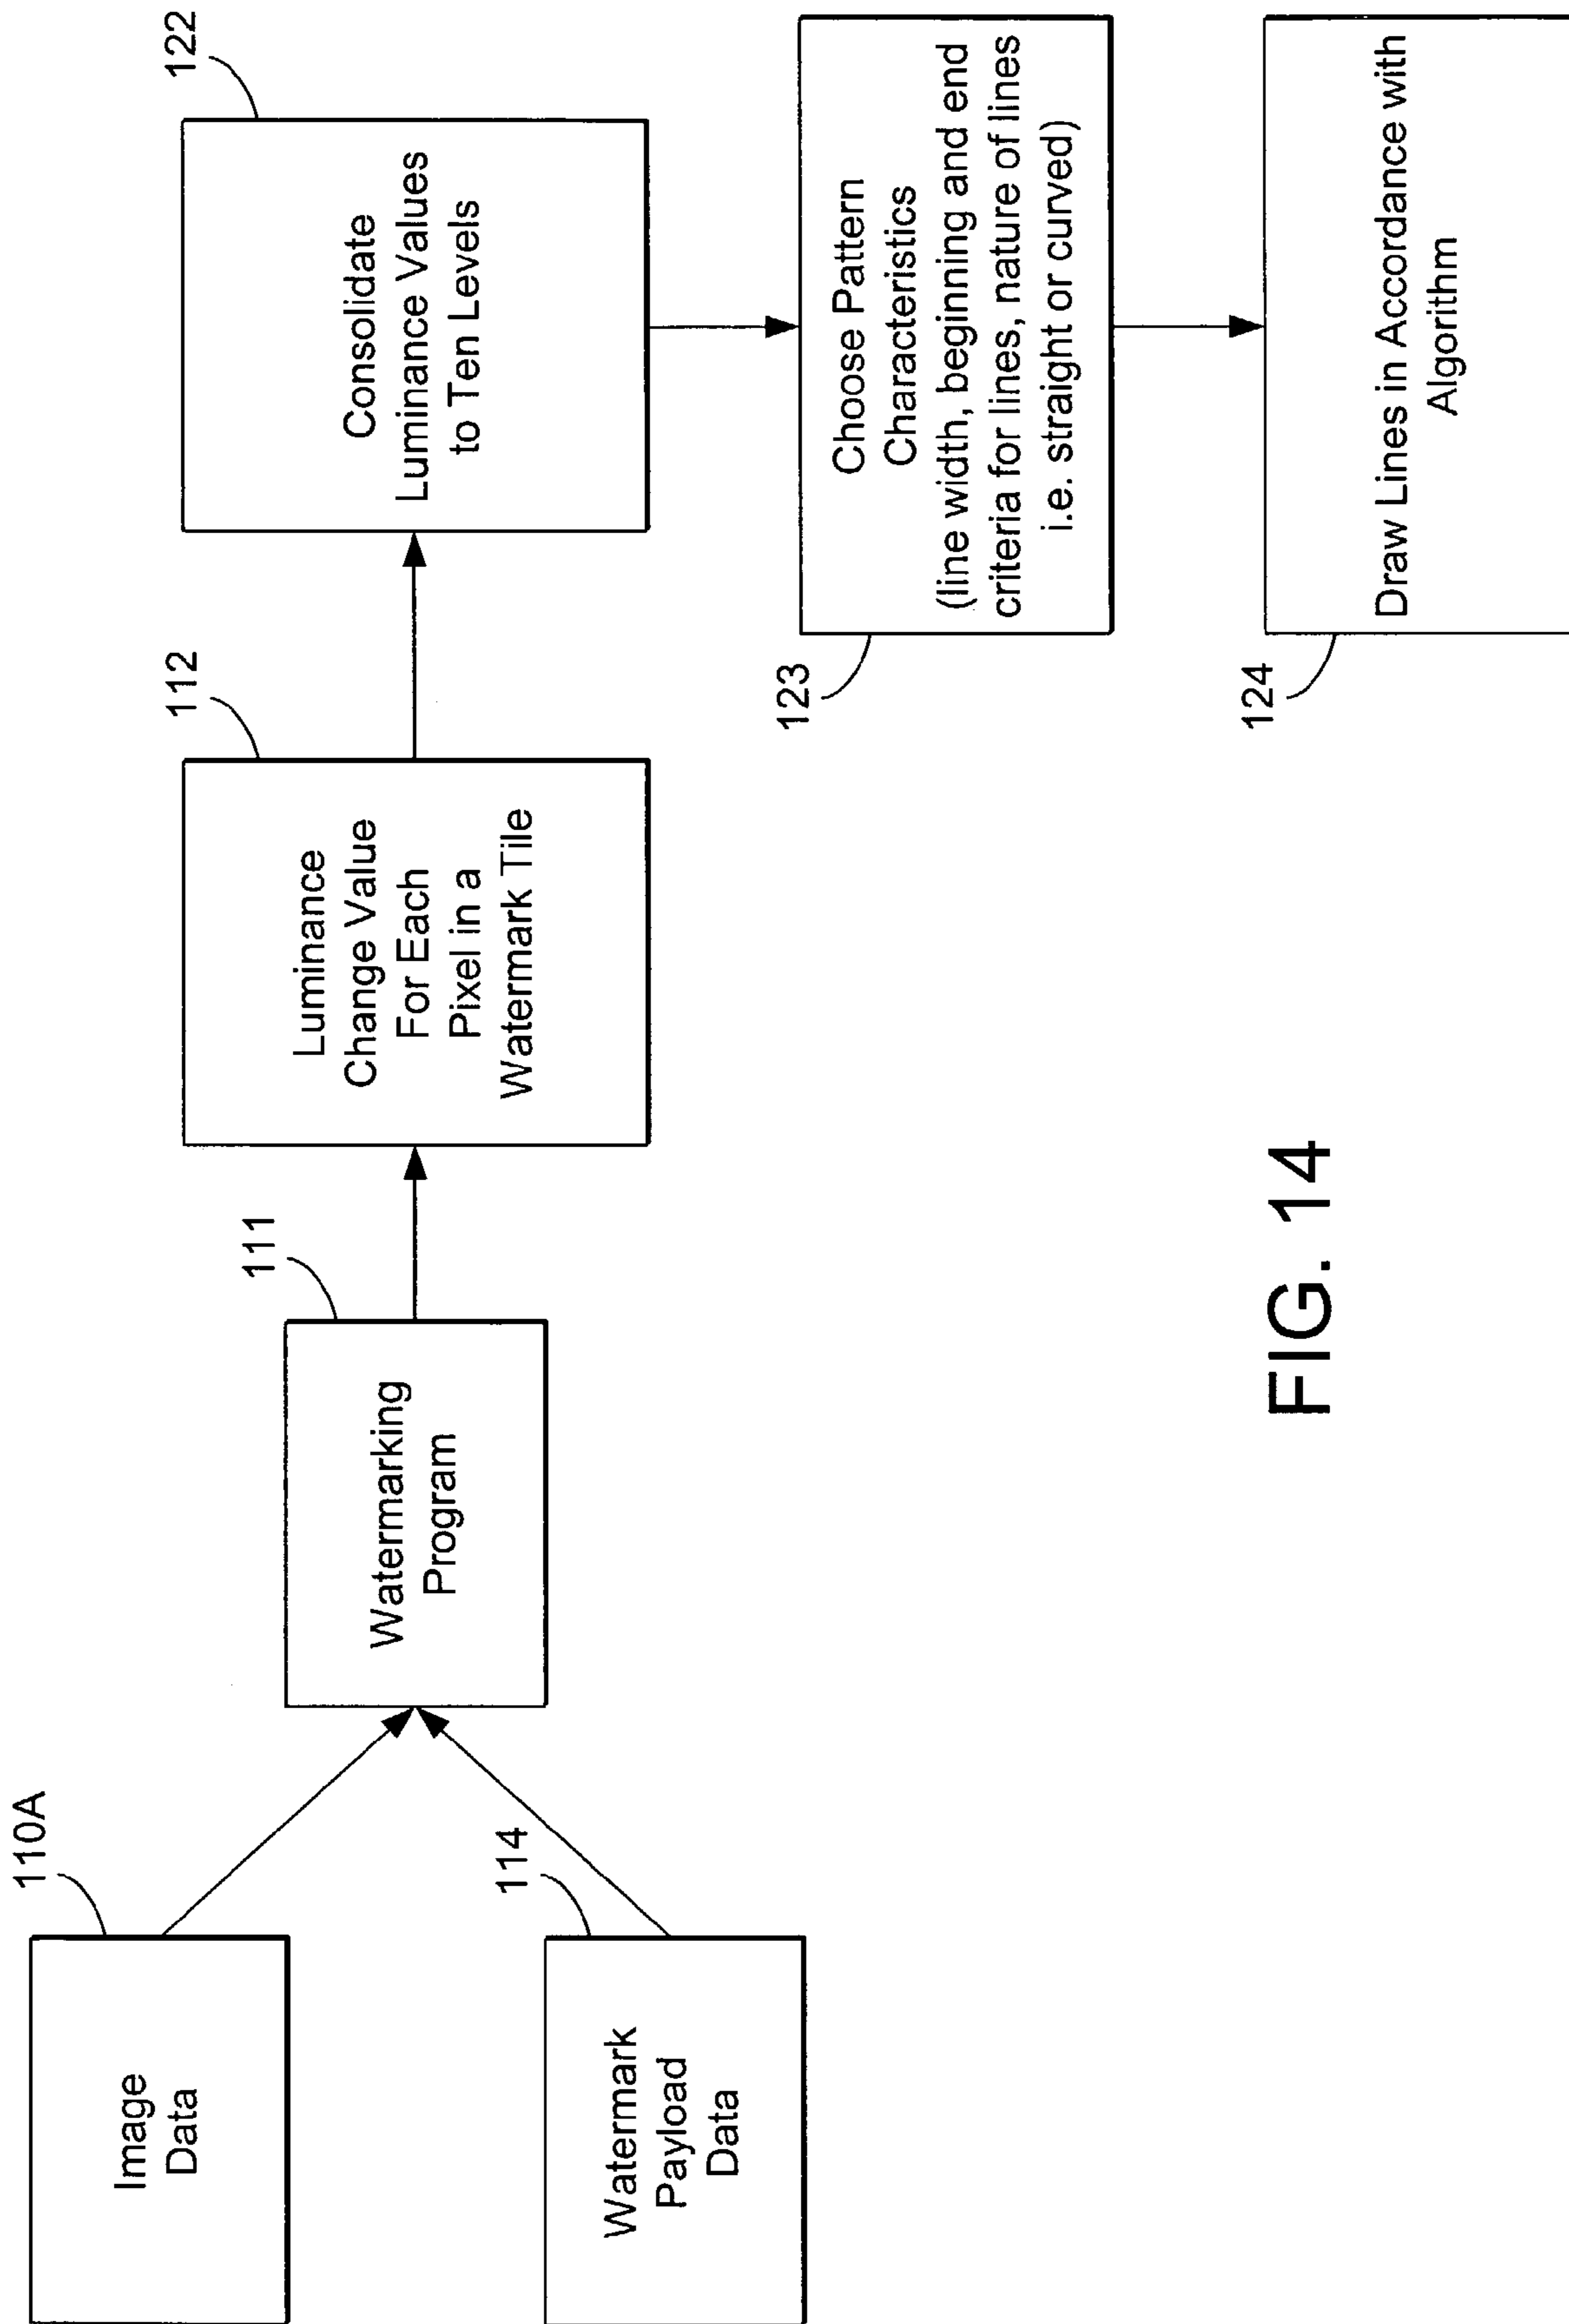 110A
Image
Data
114
Watermark
Payload
Data
111
Watermarking
Program
112
Luminance
Change Value
For Each
Pixel in a
Watermark Tile
122
Consolidate
Luminance Values
to Ten Levels
123
Choose Pattern
Characteristics
(line width, beginning and end
criteria for lines, nature of lines
i.e. straight or curved)
124
Draw Lines in Accordance with
Algorithm
FIG. 14